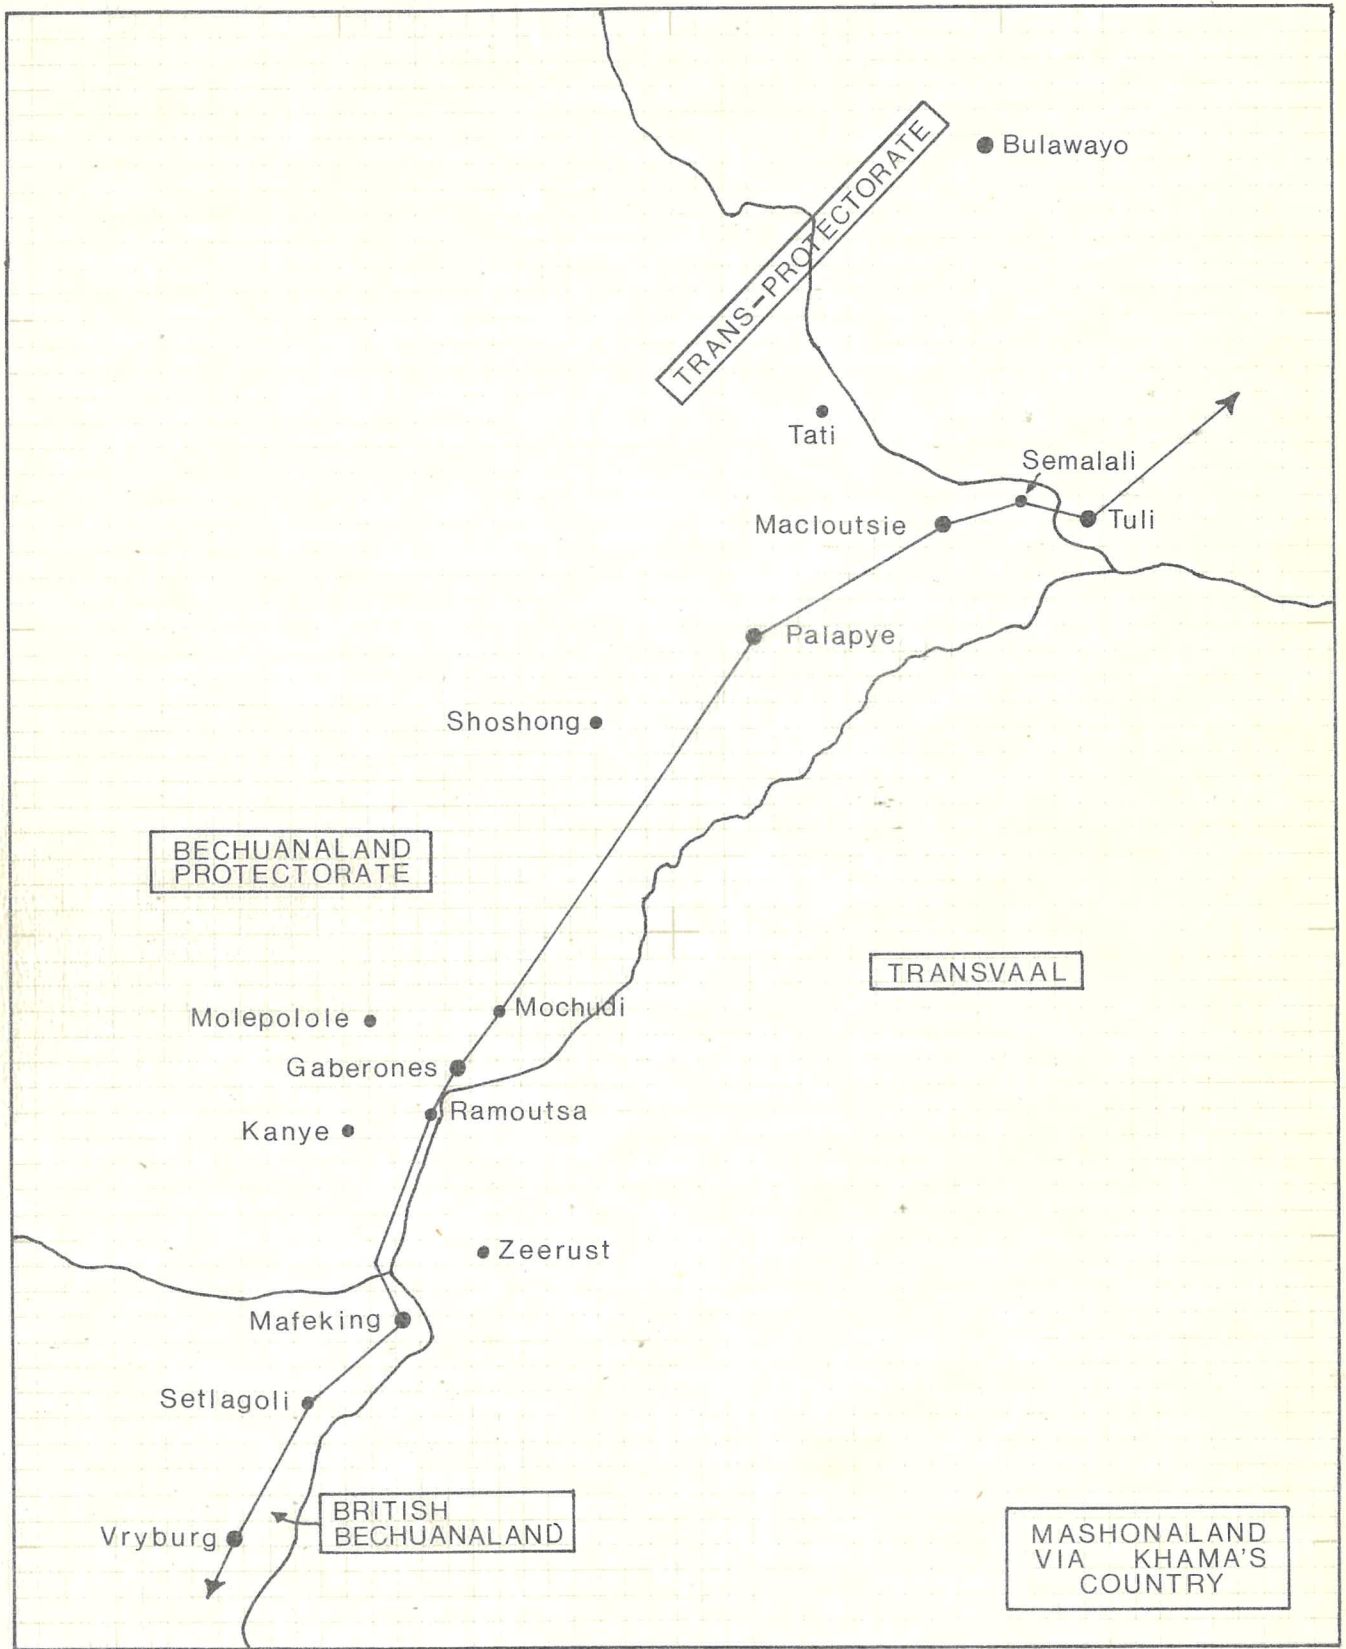 Bulawayo
TRANS-PROTECTORATE
Tati
Semalali
Macloutsie
Tuli
Palapye
Shoshong
BECHUANALAND
PROTECTORATE
TRANSVAAL
Mochudi
Molepolole
Gaberones
Ramoutsa
Kanye
Zeerust
Mafeking
Setlagoli
BRITISH
BECHUANALAND
Vryburg
MASHONALAND
VIA KHAMA'S
COUNTRY